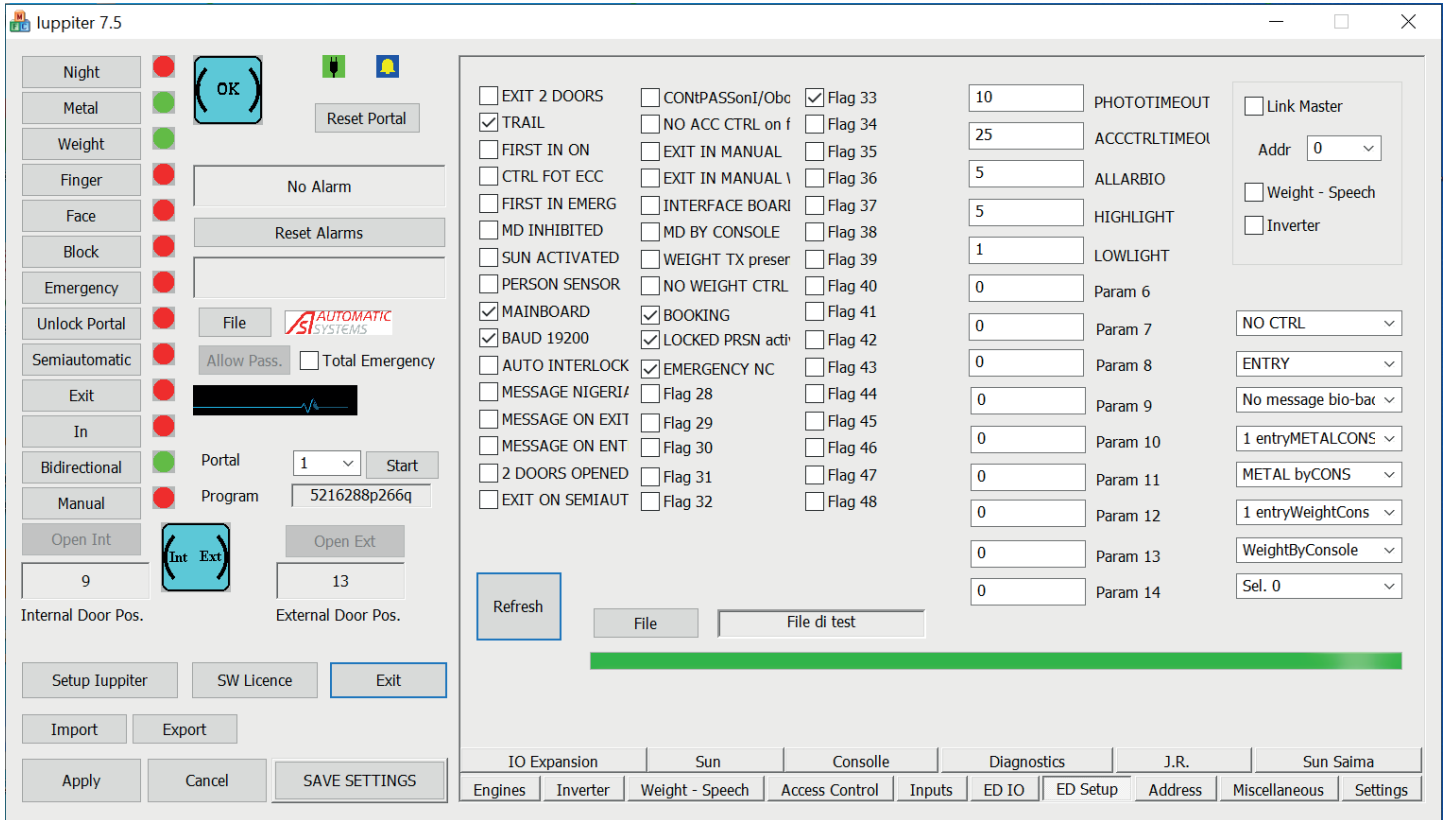 Iuppiter 7.5
Night
Metal
Weight
Finger
Face
Block
Emergency
Unlock Portal
Semiautomatic
Exit
In
Bidirectional
Manual
Open Int
9
Internal Door Pos.
OK
Reset Portal
No Alarm
Reset Alarms
File
AUTOMATIC
SYSTEMS
Allow Pass.
Total Emergency
Portal
1
Start
Program
5216288p266q
Int Ext
Open Ext
13
External Door Pos.
Setup Iuppiter
SW Licence
Exit
Import
Export
Apply
Cancel
SAVE SETTINGS
EXIT 2 DOORS
TRAIL
FIRST IN ON
CTRL FOT ECC
FIRST IN EMERG
MD INHIBITED
SUN ACTIVATED
PERSON SENSOR
MAINBOARD
BAUD 19200
AUTO INTERLOCK
MESSAGE NIGERIA
MESSAGE ON EXIT
MESSAGE ON ENT
2 DOORS OPENED
EXIT ON SEMIAUT
CONtPASSonI/Obo
NO ACC CTRL on f
EXIT IN MANUAL
EXIT IN MANUAL
INTERFACE BOARI
MD BY CONSOLE
WEIGHT TX preser
NO WEIGHT CTRL
BOOKING
LOCKED PRSN acti
EMERGENCY NC
Flag 28
Flag 29
Flag 30
Flag 31
Flag 32
Flag 33
Flag 34
Flag 35
Flag 36
Flag 37
Flag 38
Flag 39
Flag 40
Flag 41
Flag 42
Flag 43
Flag 44
Flag 45
Flag 46
Flag 47
Flag 48
10 PHOTOTIMEOUT
25 ACCCTRLTIMEOU
5 ALLARBIO
5 HIGHLIGHT
1 LOWLIGHT
0 Param 6
0 Param 7
0 Param 8
0 Param 9
0 Param 10
0 Param 11
0 Param 12
0 Param 13
0 Param 14
Link Master
Addr 0
Weight - Speech
Inverter
NO CTRL
ENTRY
No message bio-bac
1 entryMETALCONS
METAL byCONS
1 entryWeightCons
WeightByConsole
Sel. 0
Refresh
File
File di test
IO Expansion
Sun
Consolle
Diagnostics
J.R.
Sun Saima
Engines
Inverter
Weight - Speech
Access Control
Inputs
ED IO
ED Setup
Address
Miscellaneous
Settings